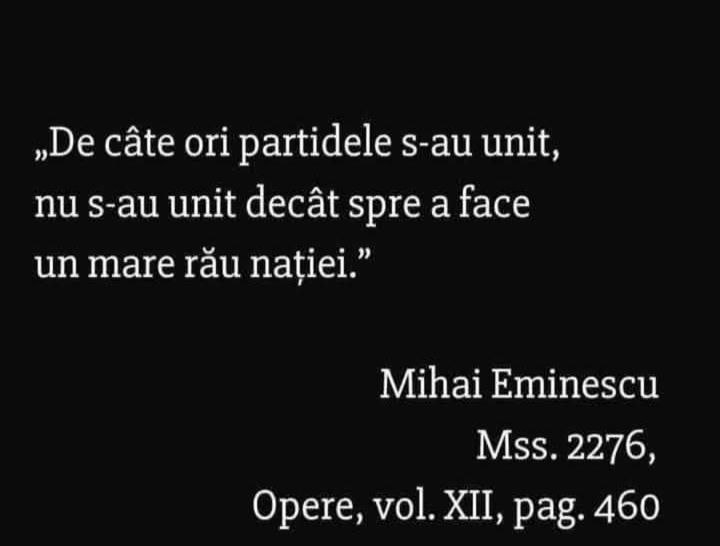 „De câte ori partidele s-au unit,
nu s-au unit decât spre a face
un mare rău nației.”
Mihai Eminescu
Mss. 2276,
Opere, vol. XII, pag. 460